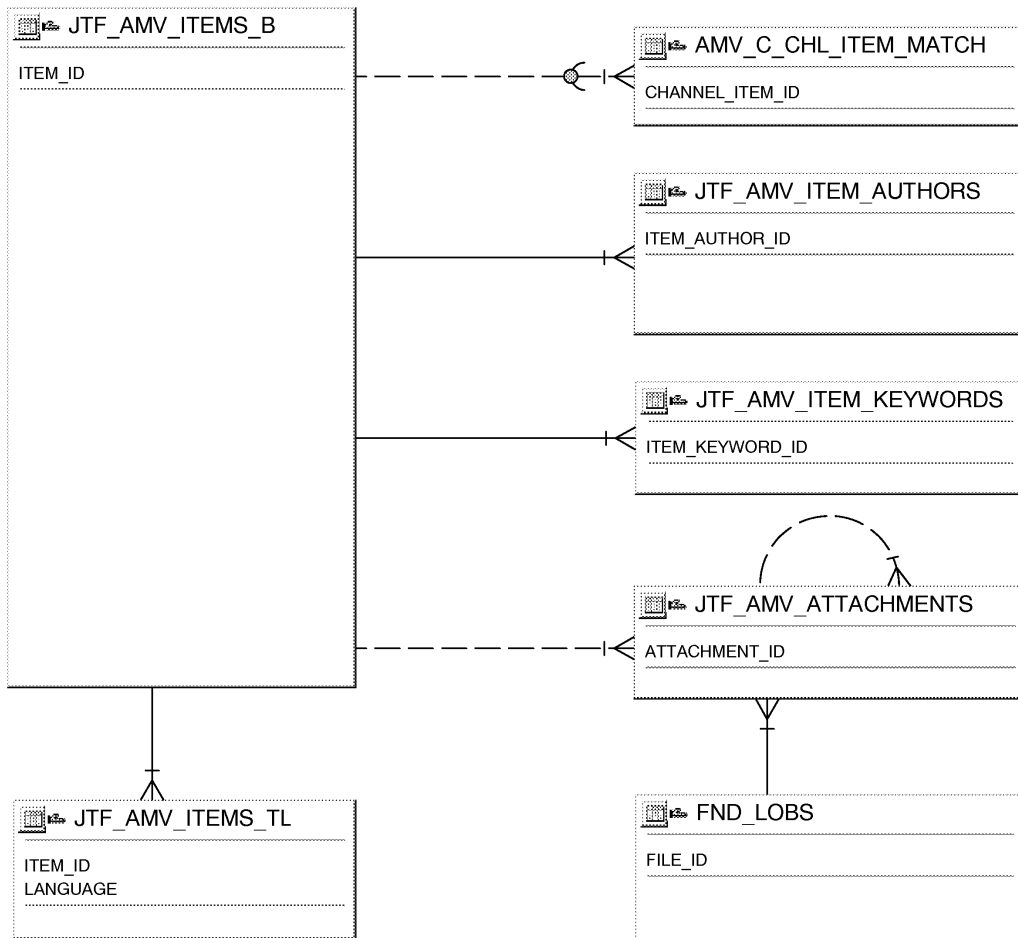 JTF_AMV_ITEMS_B
ITEM_ID
AMV_C_CHL_ITEM_MATCH
CHANNEL_ITEM_ID
JTF_AMV_ITEM_AUTHORS
ITEM_AUTHOR_ID
JTF_AMV_ITEM_KEYWORDS
ITEM_KEYWORD_ID
JTF_AMV_ATTACHMENTS
ATTACHMENT_ID
JTF_AMV_ITEMS_TL
ITEM_ID
LANGUAGE
FND_LOBS
FILE_ID